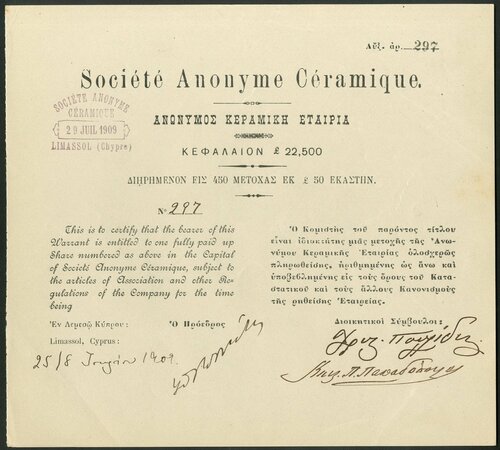 Αὔξ. ἀρ. 297
Société Anonyme Céramique.
SOCIÉTÉ ANONYME
CÉRAMIQUE
29 JUIL 1909
LIMASSOL (Chypre)
ΑΝΩΝΥΜΟΣ ΚΕΡΑΜΙΚΗ ΕΤΑΙΡΙΑ
ΚΕΦΑΛΑΙΟΝ £ 22,500
ΔΙΗΡΗΜΕΝΟΝ ΕΙΣ 450 ΜΕΤΟΧΑΣ ΕΚ £ 50 ΕΚΑΣΤΗΝ.
No 297
This is to certify that the bearer of this
Warrant is entitled to one fully paid up
Share numbered as above in the Capital
of Societé Anonyme Céramique, subject to
the articles of Association and other Re-
gulations of the Company for the time
being
Ὁ Κομιστὴς τοῦ παρόντος τίτλου
εἶναι ἰδιοκτήτης μιᾶς μετοχῆς τῆς Ἀνω-
νύμου Κεραμικῆς Ἑταιρίας ὁλοσχερῶς
πληρωθείσης, ἠριθμημένης ὡς ἄνω καὶ
ὑποβεβλημένης εἰς τοὺς ὅρους τοῦ Κα-
ταστατικοῦ καὶ τοὺς ἄλλους Κανονισμοὺς
τῆς ῥηθείσης Ἑταιρείας.
Ἐν Λεμεσῷ Κύπρου: Ὁ Πρόεδρος
Limassol, Cyprus:
25/8 Ἰουλίου 1909.
Διοικητικοὶ Σύμβουλοι: